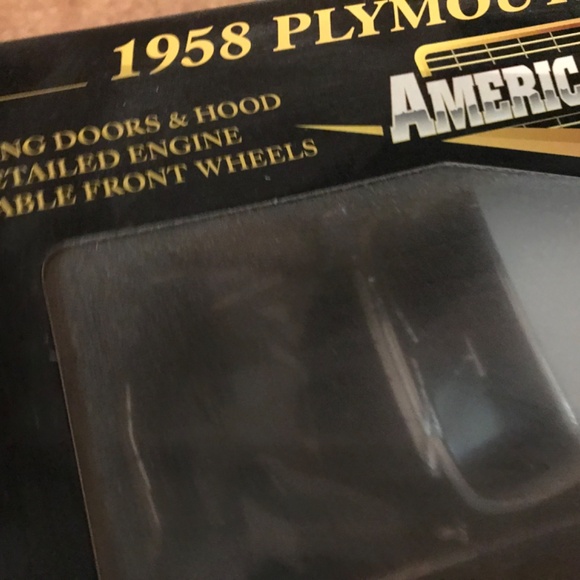 1958 PLYMOU
AMERIC
NG DOORS & HOOD
ETAILED ENGINE
ABLE FRONT WHEELS